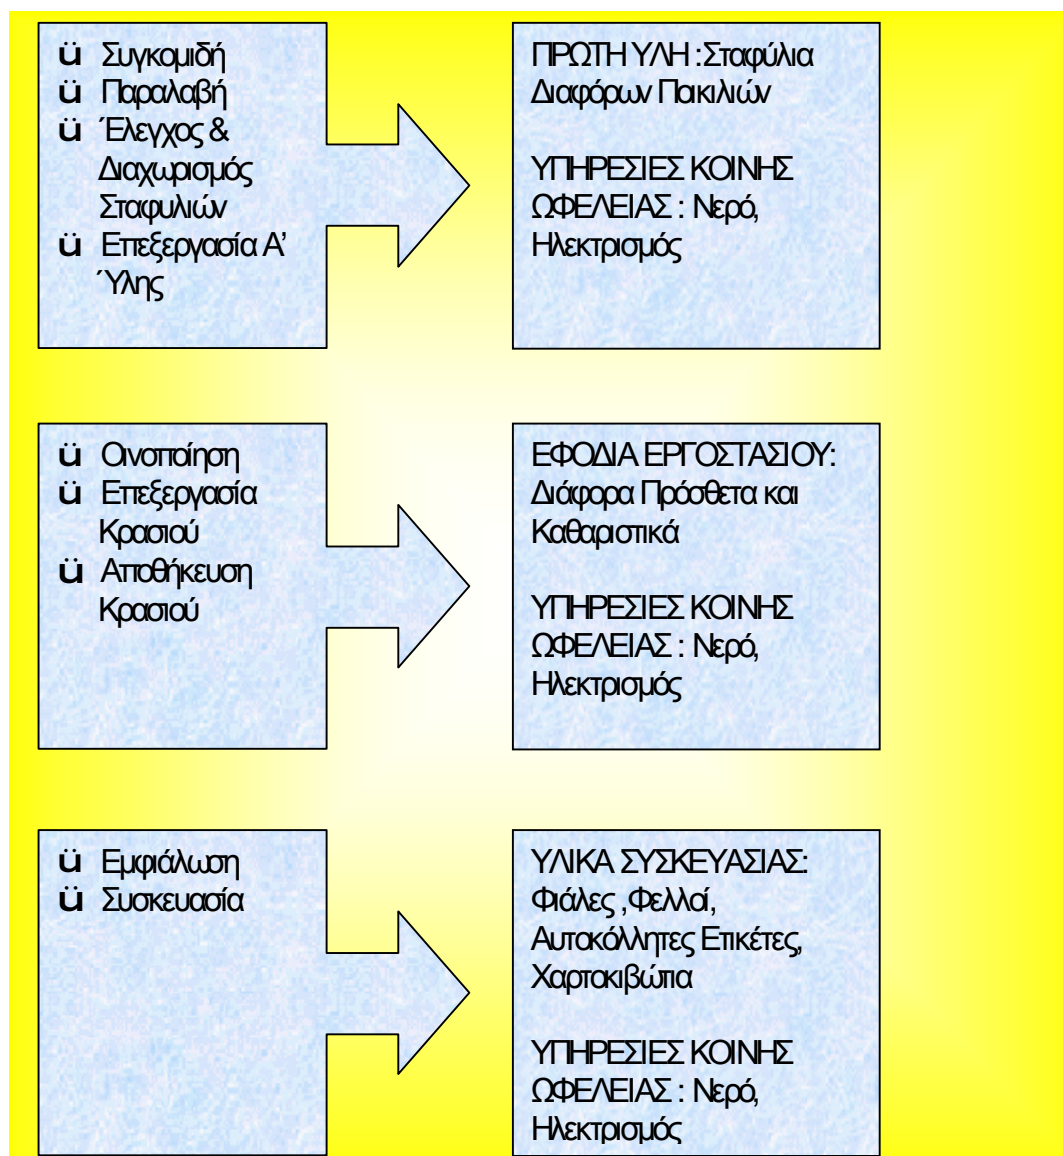 ü Συγκομιδή
ü Παραλαβή
ü Έλεγχος &
Διαχωρισμός
Σταφυλιών
ü Επεξεργασία Α’
Ύλης
ΠΡΩΤΗ ΥΛΗ :Σταφύλια
Διαφόρων Ποικιλιών
ΥΠΗΡΕΣΙΕΣ ΚΟΙΝΗΣ
ΩΦΕΛΕΙΑΣ : Νερό,
Ηλεκτρισμός
ü Οινοποίηση
ü Επεξεργασία
Κρασιού
ü Αποθήκευση
Κρασιού
ΕΦΟΔΙΑ ΕΡΓΟΣΤΑΣΙΟΥ:
Διάφορα Πρόσθετα και
Καθαριστικά
ΥΠΗΡΕΣΙΕΣ ΚΟΙΝΗΣ
ΩΦΕΛΕΙΑΣ : Νερό,
Ηλεκτρισμός
ü Εμφιάλωση
ü Συσκευασία
ΥΛΙΚΑ ΣΥΣΚΕΥΑΣΙΑΣ:
Φιάλες ,Φελλοί,
Αυτοκόλλητες Ετικέτες,
Χαρτοκιβώτια
ΥΠΗΡΕΣΙΕΣ ΚΟΙΝΗΣ
ΩΦΕΛΕΙΑΣ : Νερό,
Ηλεκτρισμός